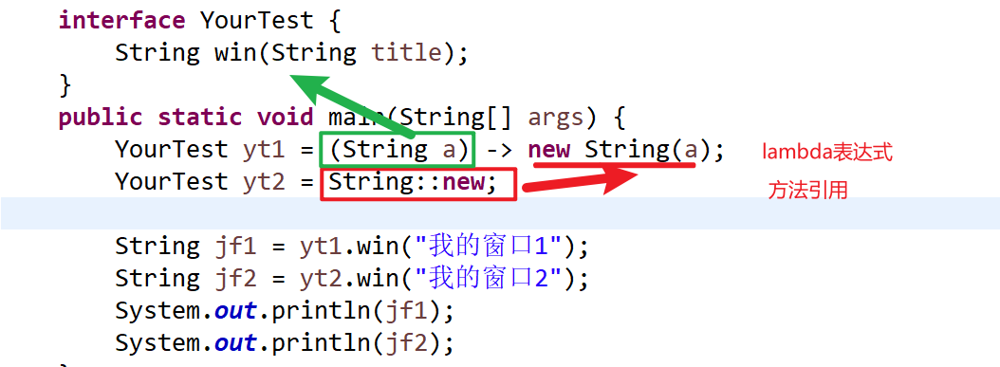 interface YourTest {
String win(String title);
}
public static void main(String[] args) {
YourTest yt1 = (String a) -> new String(a); lambda表达式
YourTest yt2 = String::new; 方法引用
String jf1 = yt1.win("我的窗口1");
String jf2 = yt2.win("我的窗口2");
System.out.println(jf1);
System.out.println(jf2);